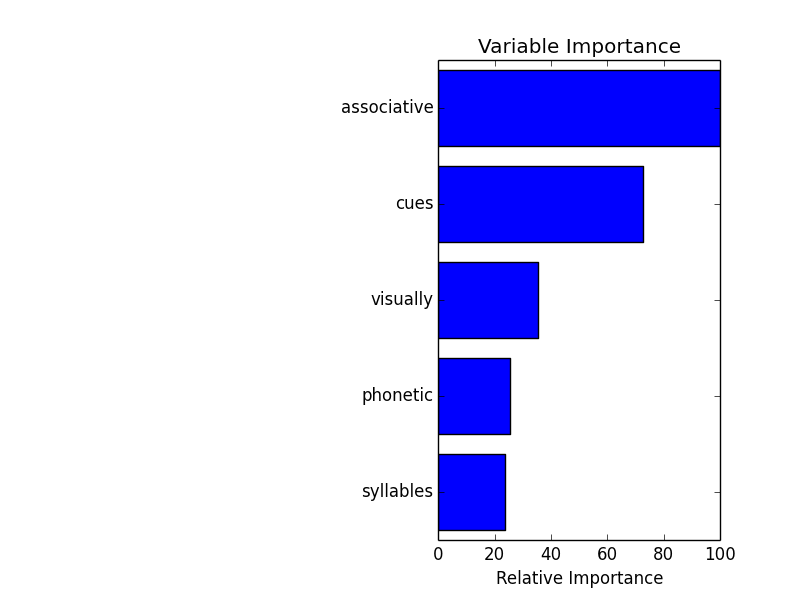 Variable Importance
associative
cues
visually
phonetic
syllables
0 20 40 60 80 100
Relative Importance